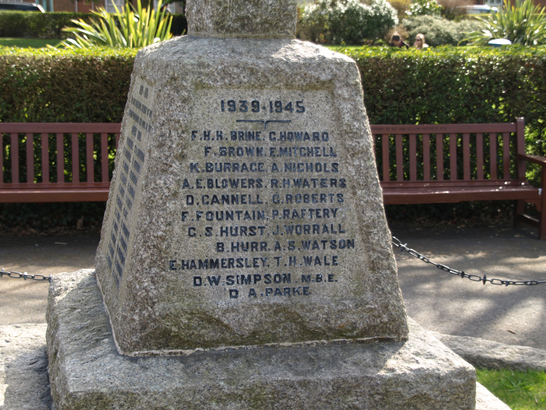 1939-1945
F.H.H. BRINE, C. HOWARD
F. BROWN, E. MITCHELL
K. BURRAGE, A. NICHOLS
A.E. BLOWERS, R.H. WATERS
D. CANNELL, G. ROBERTS
F. FOUNTAIN, P. RAFTERY
C.S. HURST, J. WORRALL
B. HURR, A.S. WATSON
E. HAMMERSLEY, T.H. WALE
D.W. SIMPSON. M.B.E.
D.A. PARKE.